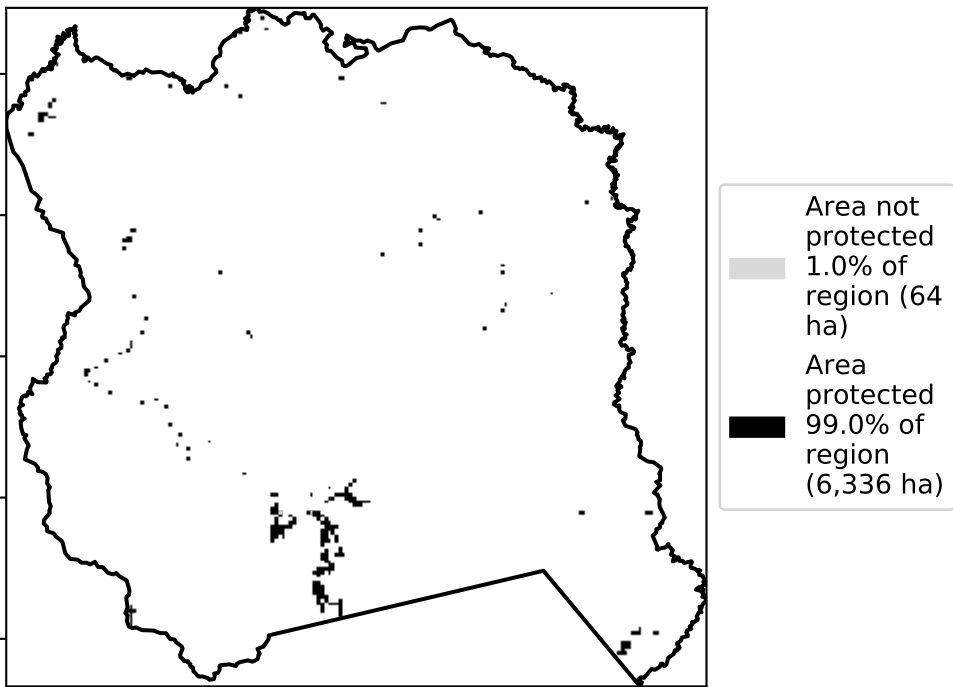 Area not
protected
1.0% of
region (64
ha)
Area
protected
99.0% of
region
(6,336 ha)